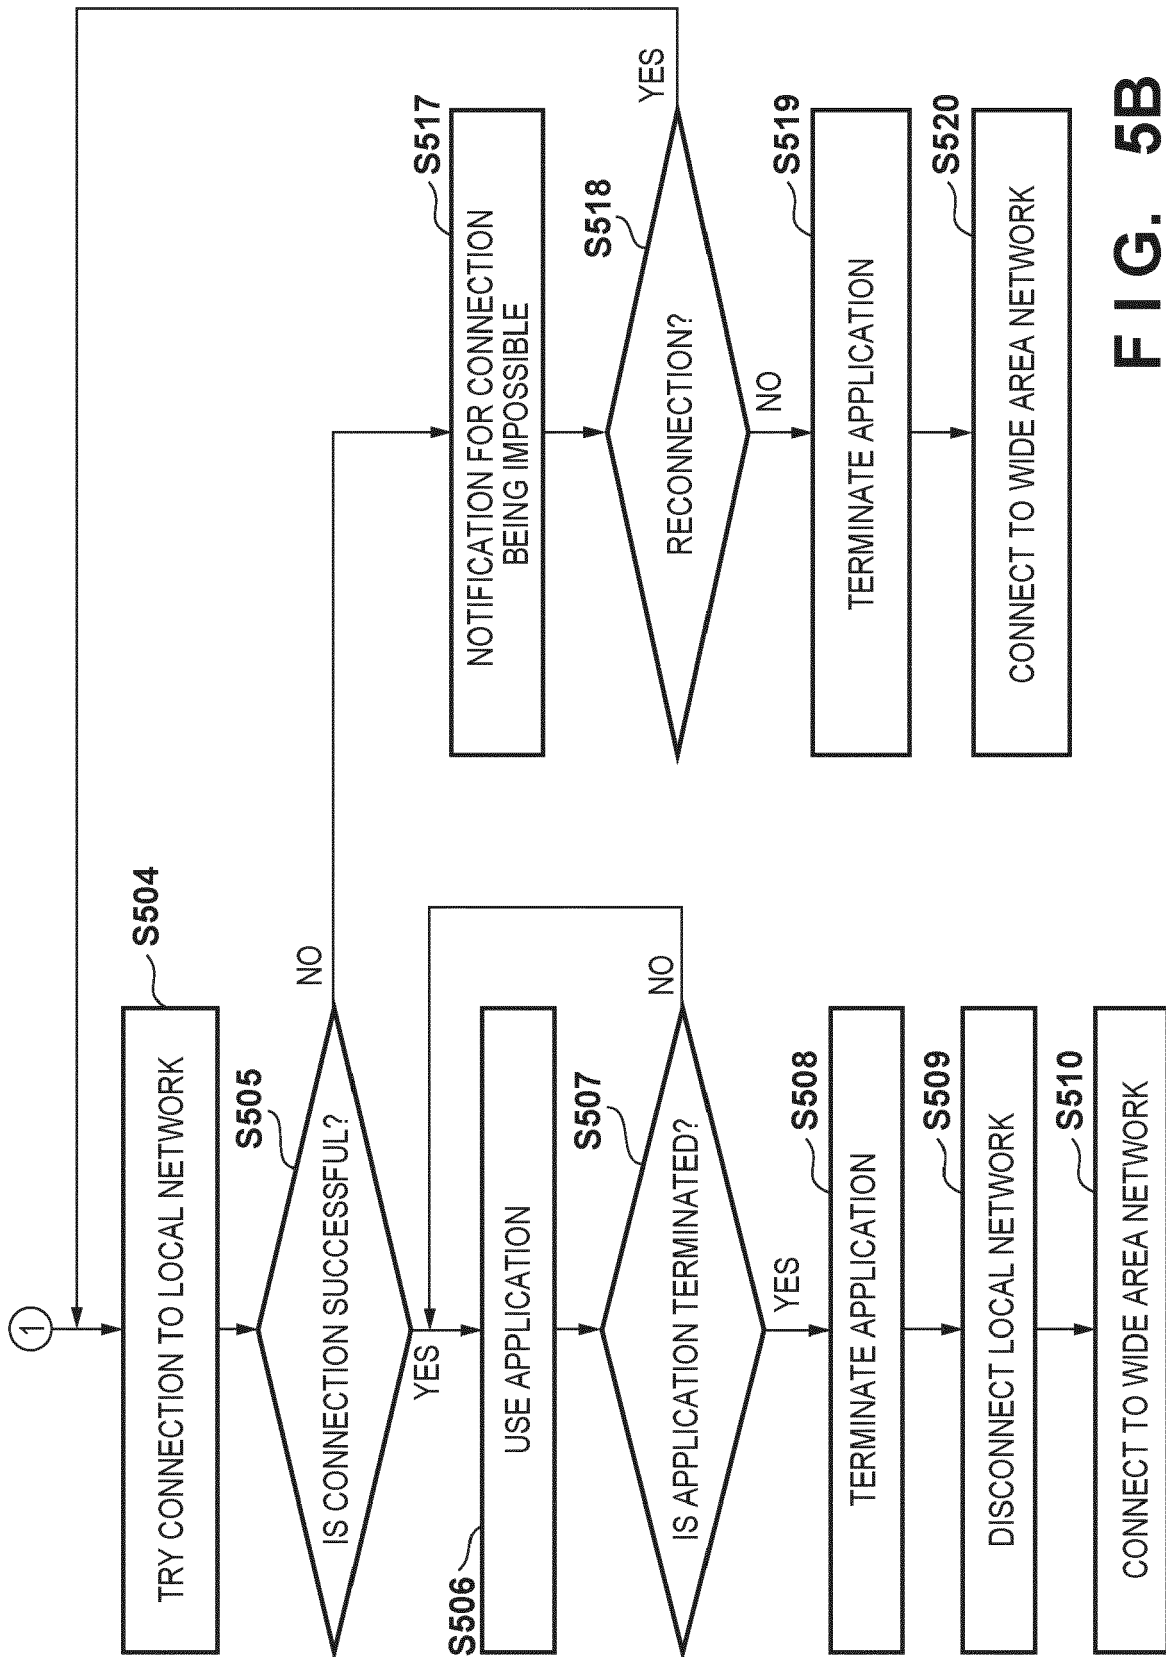 1
TRY CONNECTION TO LOCAL NETWORK
S504
IS CONNECTION SUCCESSFUL?
S505
NO
YES
USE APPLICATION
S506
IS APPLICATION TERMINATED?
S507
NO
YES
TERMINATE APPLICATION
S508
DISCONNECT LOCAL NETWORK
S509
CONNECT TO WIDE AREA NETWORK
S510
NOTIFICATION FOR CONNECTION
BEING IMPOSSIBLE
S517
RECONNECTION?
S518
YES
NO
TERMINATE APPLICATION
S519
CONNECT TO WIDE AREA NETWORK
S520
FIG. 5B